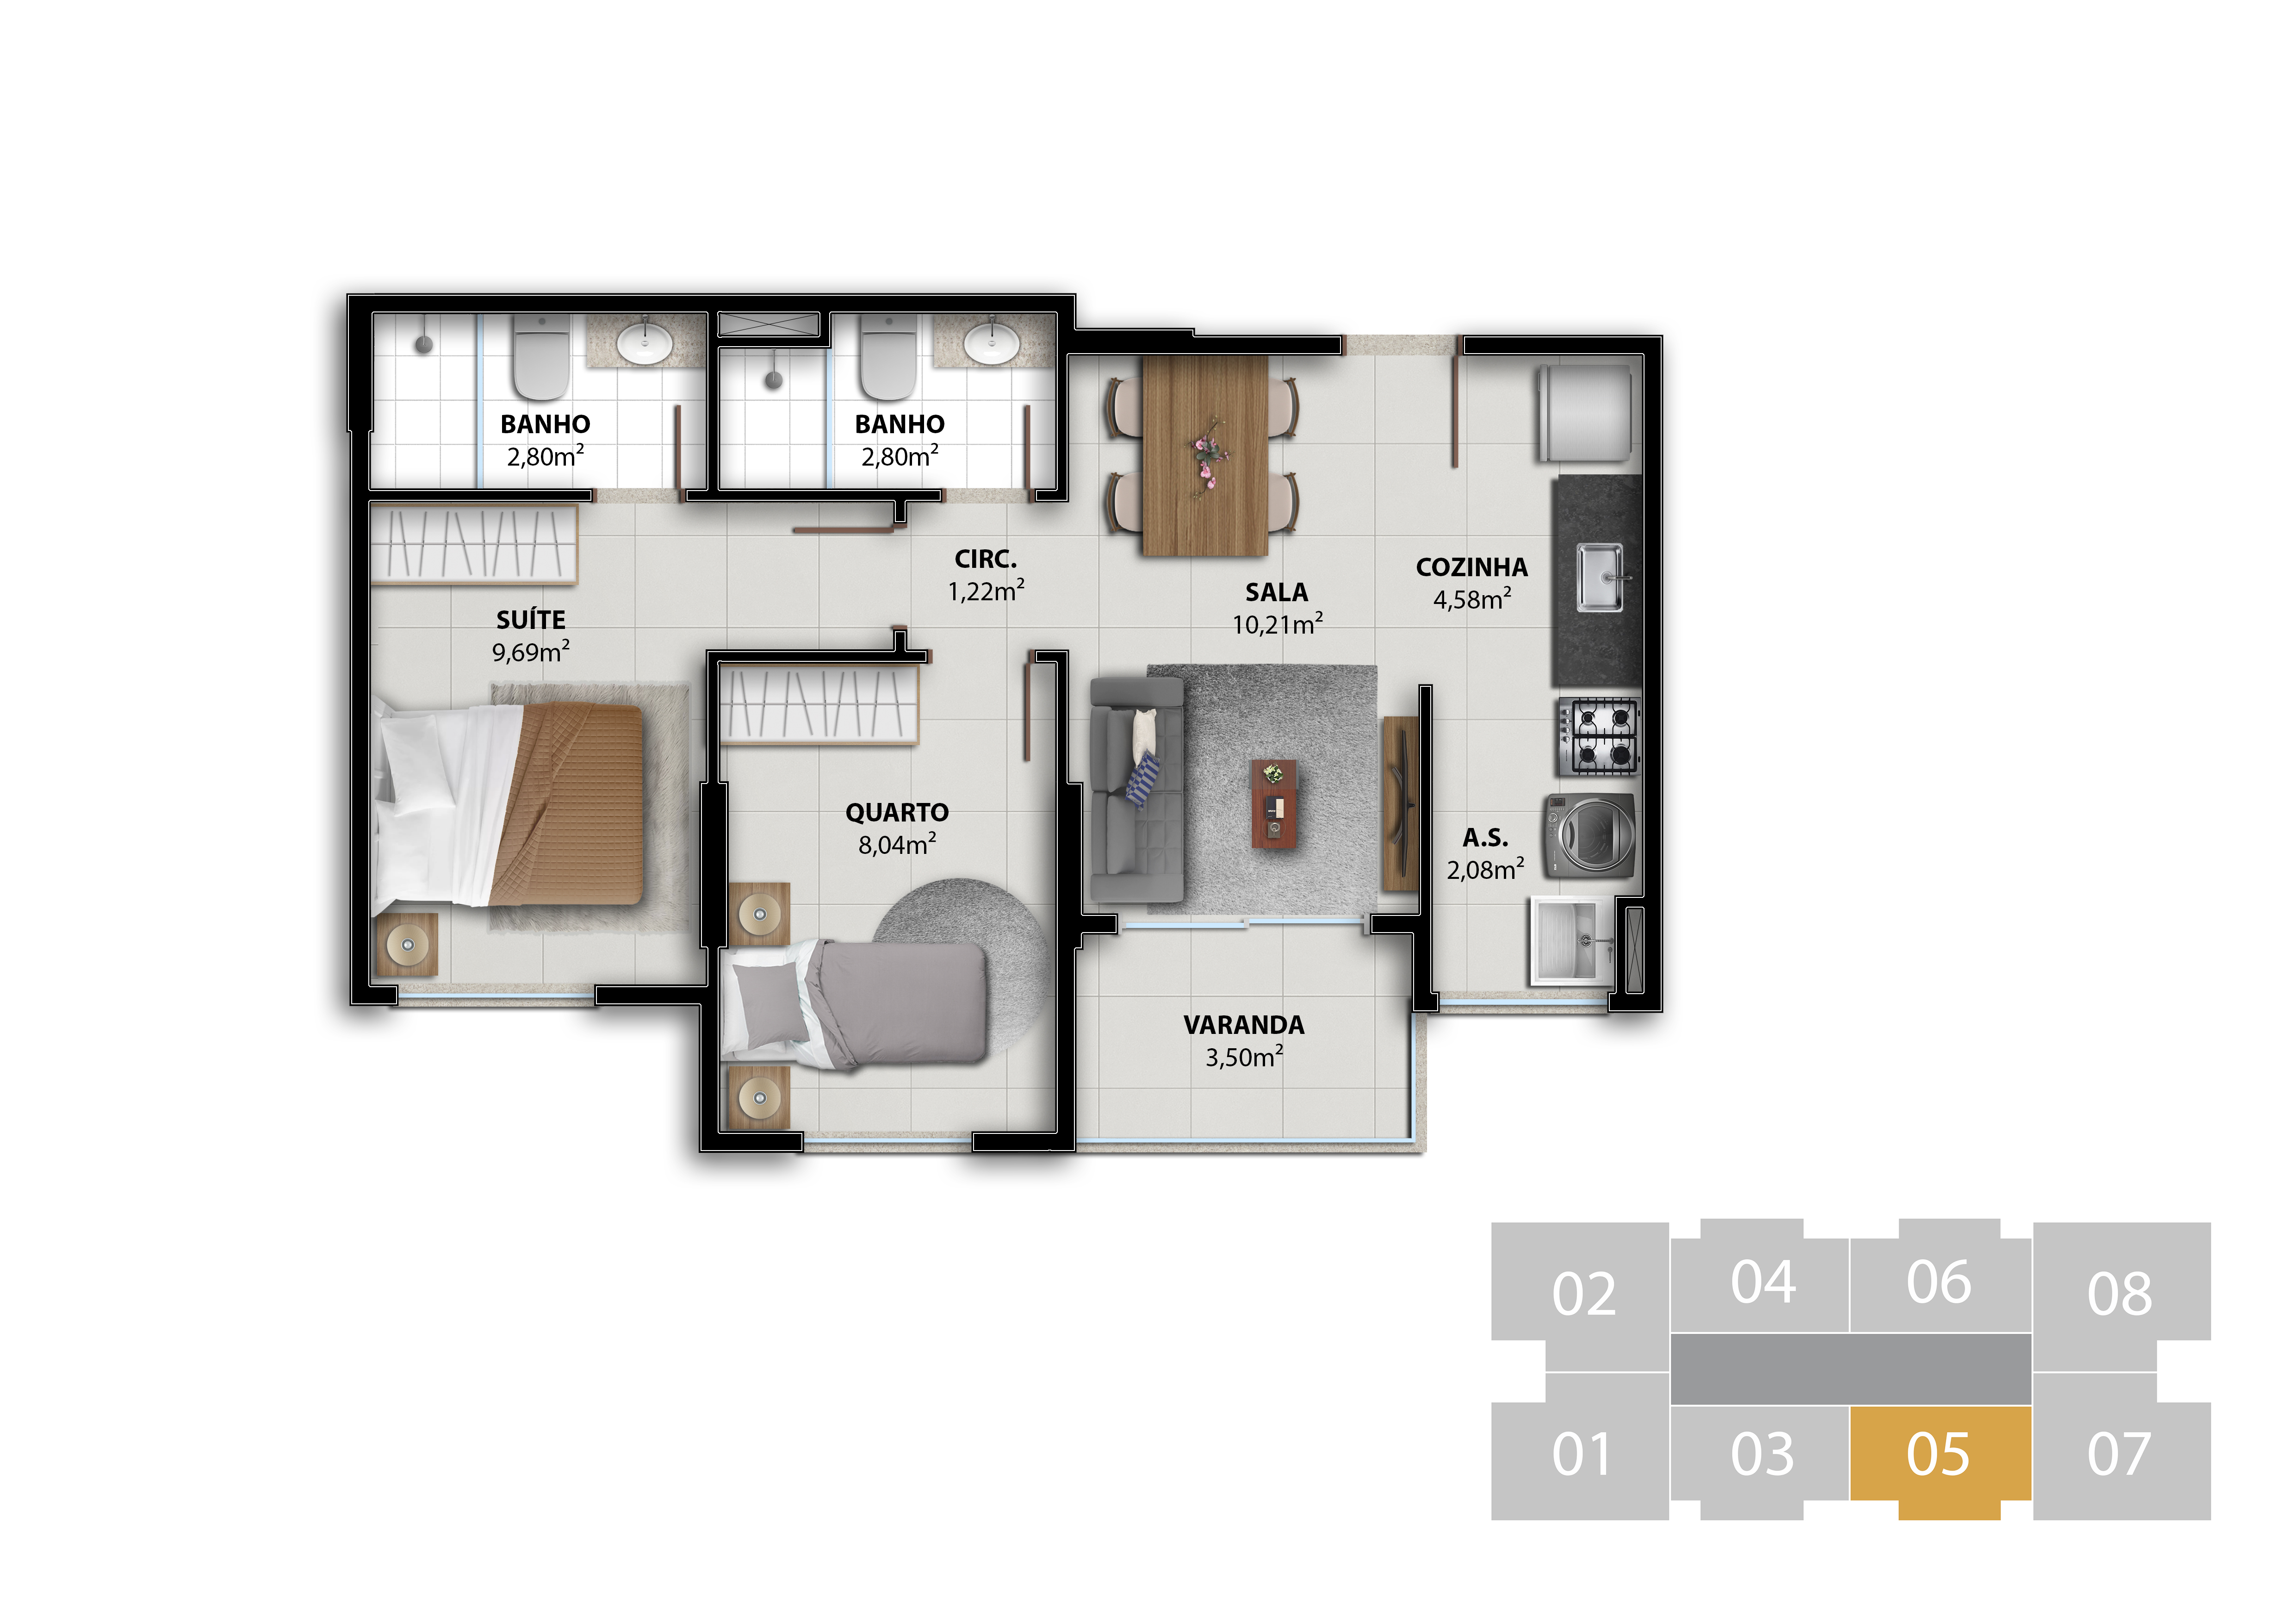 BANHO
2,80m²
BANHO
2,80m²
CIRC.
1,22m²
SALA
10,21m²
COZINHA
4,58m²
SUÍTE
9,69m²
QUARTO
8,04m²
A.S.
2,08m²
VARANDA
3,50m²
02
04
06
08
01
03
05
07